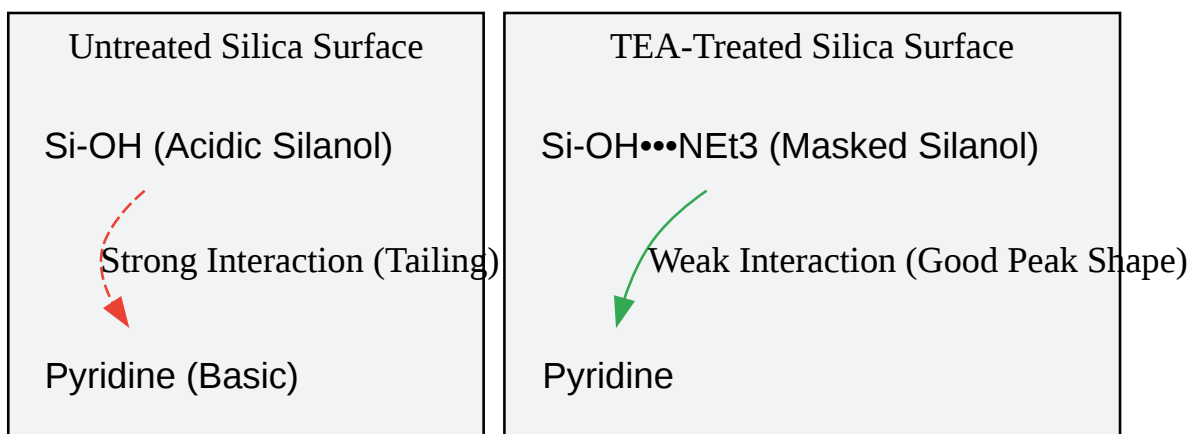 Untreated Silica Surface
Si-OH (Acidic Silanol)
Strong Interaction (Tailing)
Pyridine (Basic)
TEA-Treated Silica Surface
Si-OH•••NEt3 (Masked Silanol)
Weak Interaction (Good Peak Shape)
Pyridine